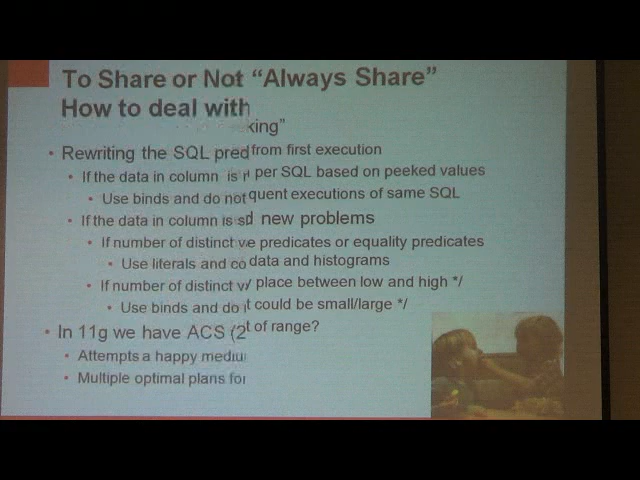 To Share or Not “Always Share”
How to deal with
king”
• Rewriting the SQL pred from first execution
• If the data in column is per SQL based on peeked values
• Use binds and do not quent executions of same SQL
• If the data in column is new problems
• If number of distinct predicates or equality predicates
• Use literals and co data and histograms
• If number of distinct place between low and high */
• Use binds and do t could be small/large */
• In 11g we have ACS (2 t of range?
• Attempts a happy mediu
• Multiple optimal plans for